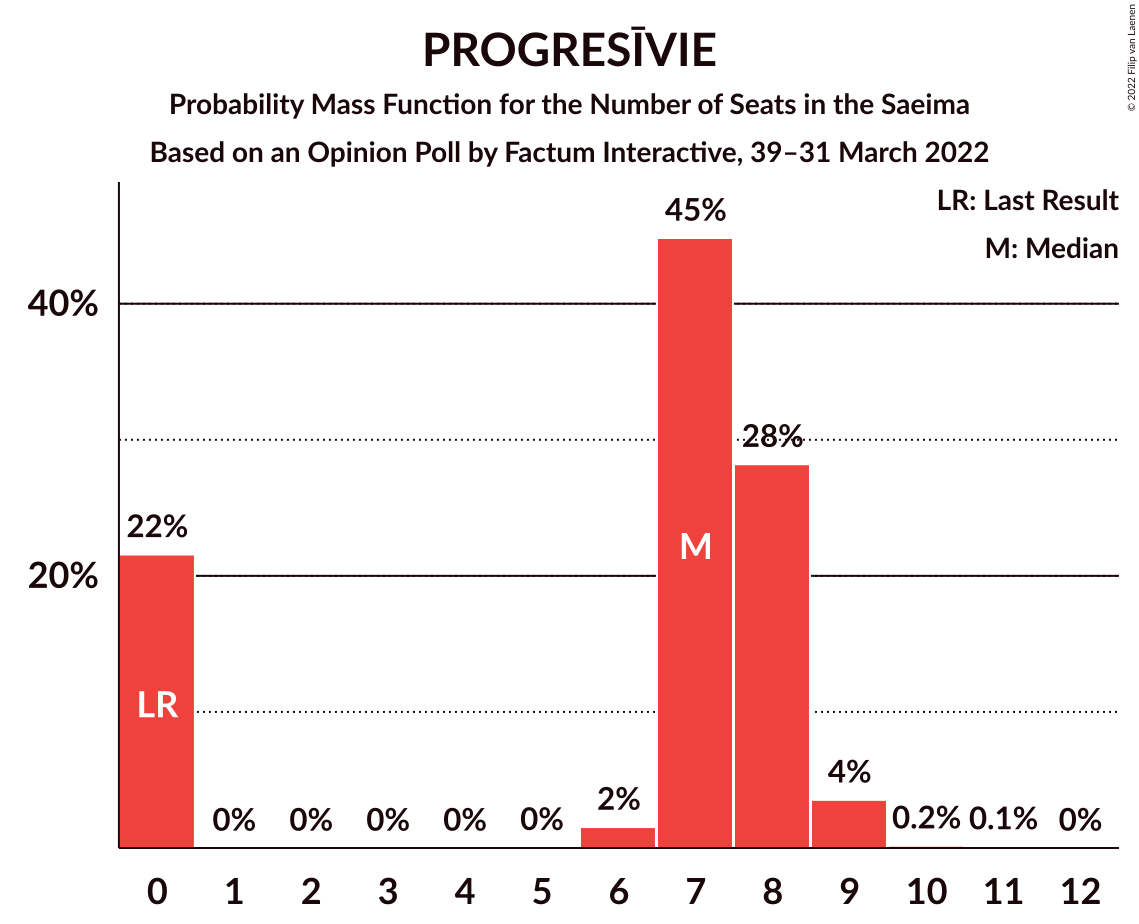 PROGRESĪVIE
Probability Mass Function for the Number of Seats in the Saeima
Based on an Opinion Poll by Factum Interactive, 39–31 March 2022
© 2022 Filip van Laenen
LR: Last Result
M: Median
45%
40%
28%
22%
M
20%
LR
4%
2%
0% 0% 0% 0% 0% 0.2% 0.1% 0%
0 1 2 3 4 5 6 7 8 9 10 11 12